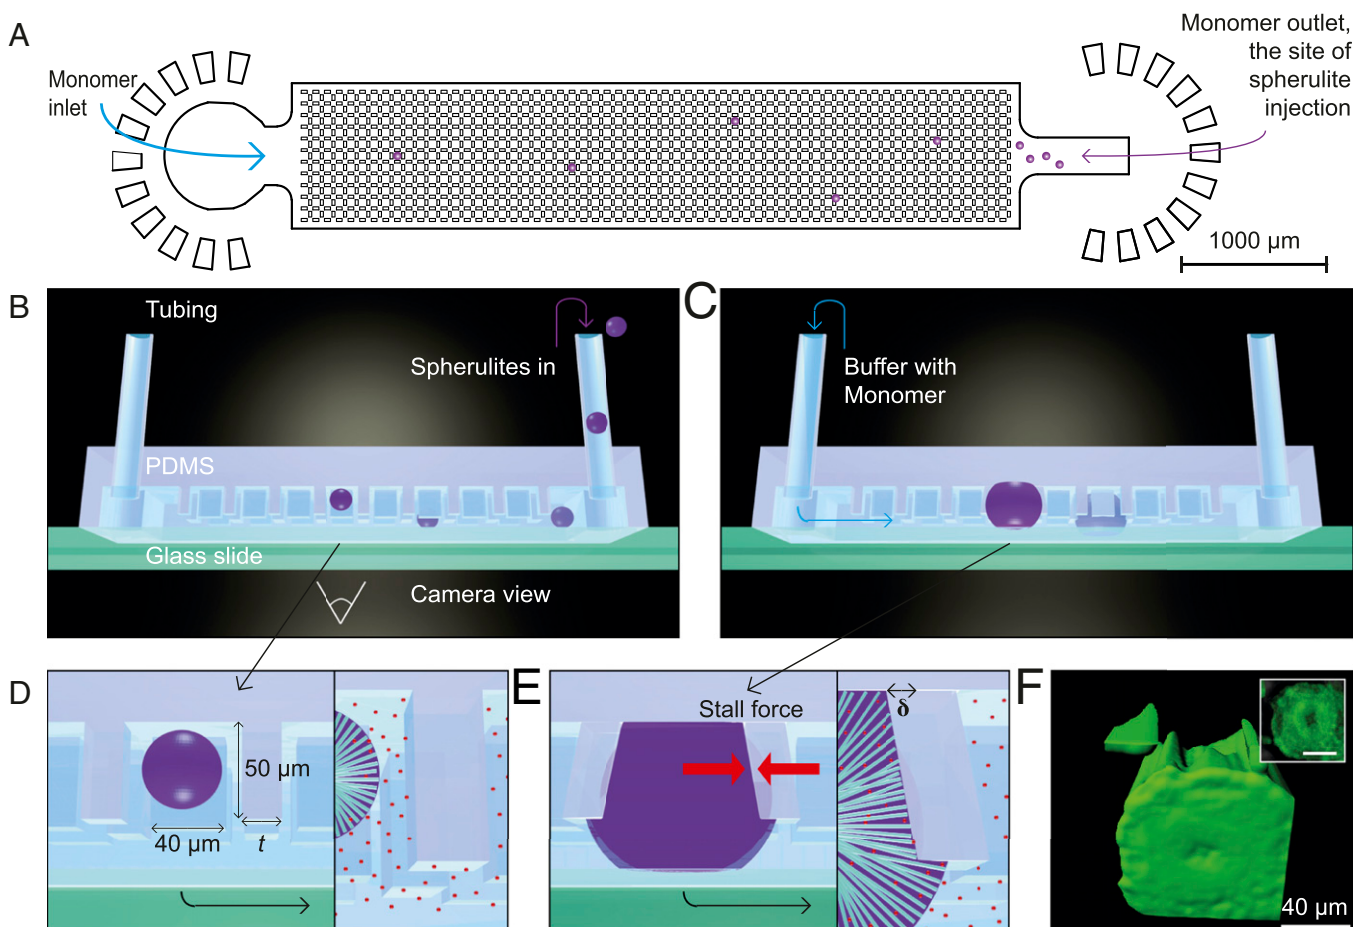 A
Monomer
inlet
Monomer outlet,
the site of
spherulite
injection
1000 µm
B
Tubing
Spherulites in
PDMS
Glass slide
Camera view
C
Buffer with
Monomer
D
50 µm
40 µm
t
E
Stall force
δ
F
40 µm